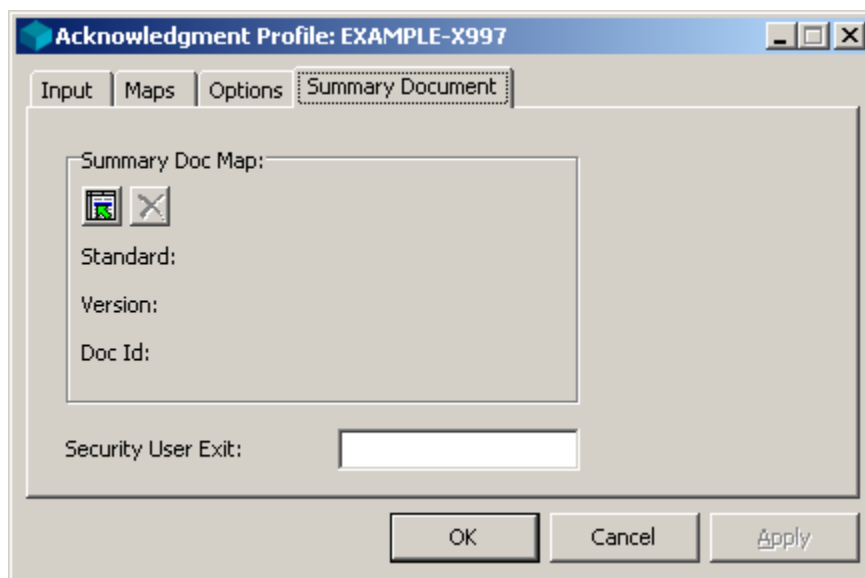 Acknowledgment Profile: EXAMPLE-X997
Input Maps Options Summary Document
Summary Doc Map:
Standard:
Version:
Doc Id:
Security User Exit:
OK Cancel Apply